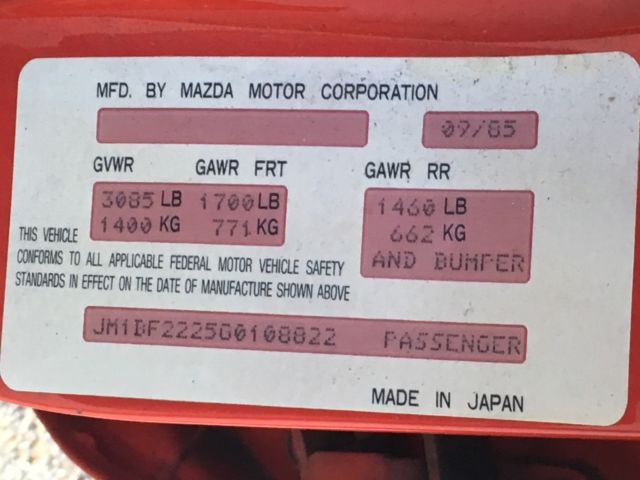 MFD. BY MAZDA MOTOR CORPORATION
09/85
GVWR GAWR FRT GAWR RR
3085 LB 1700 LB 1460 LB
1400 KG 771 KG 662 KG
AND BUMPER
THIS VEHICLE
CONFORMS TO ALL APPLICABLE FEDERAL MOTOR VEHICLE SAFETY
STANDARDS IN EFFECT ON THE DATE OF MANUFACTURE SHOWN ABOVE
JM1BF2225G0108822 PASSENGER
MADE IN JAPAN